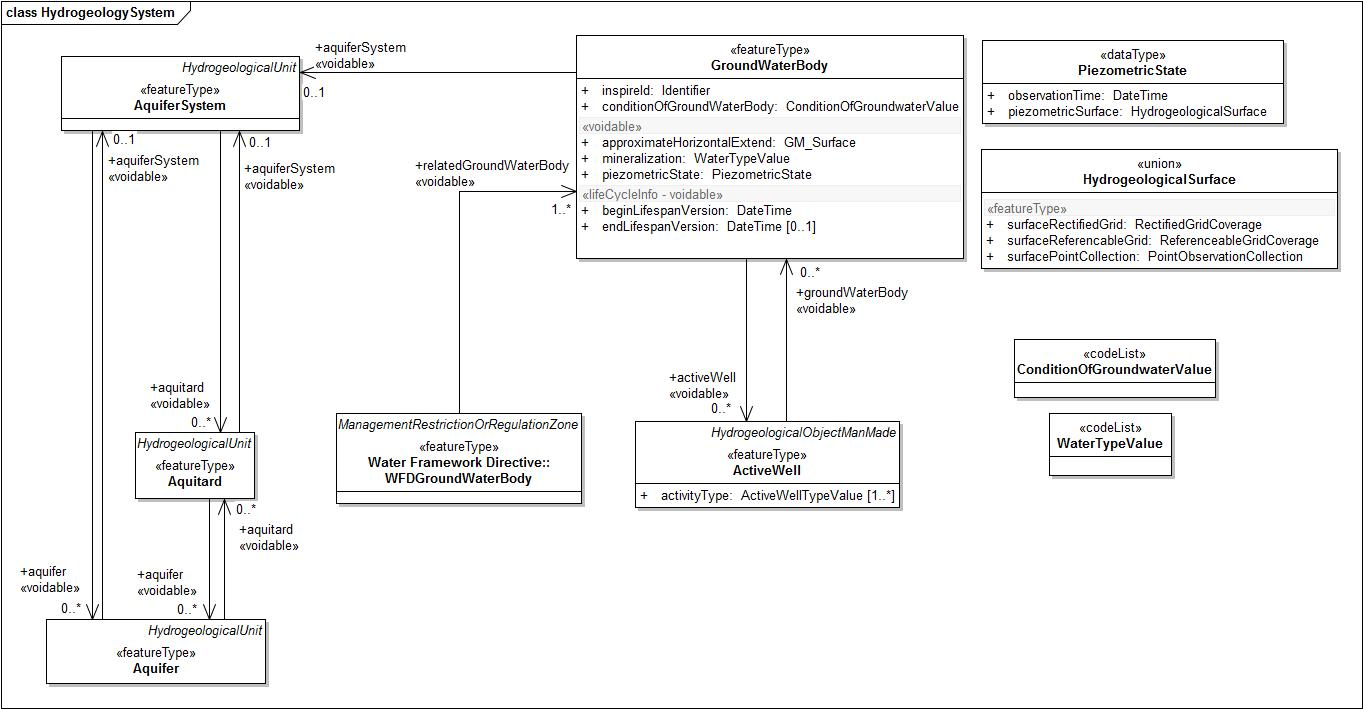 class HydrogeologySystem
HydrogeologicalUnit
«featureType»
AquiferSystem
+aquiferSystem
«voidable»
0..1
«featureType»
GroundWaterBody
+ inspireId: Identifier
+ conditionOfGroundWaterBody: ConditionOfGroundwaterValue
«voidable»
+ approximateHorizontalExtend: GM_Surface
+ mineralization: WaterTypeValue
+ piezometricState: PiezometricState
«lifeCycleInfo - voidable»
+ beginLifespanVersion: DateTime
+ endLifespanVersion: DateTime [0..1]
«dataType»
PiezometricState
+ observationTime: DateTime
+ piezometricSurface: HydrogeologicalSurface
«union»
HydrogeologicalSurface
«featureType»
+ surfaceRectifiedGrid: RectifiedGridCoverage
+ surfaceReferencableGrid: ReferenceableGridCoverage
+ surfacePointCollection: PointObservationCollection
0..1
+aquiferSystem
«voidable»
0..1
+aquiferSystem
«voidable»
+relatedGroundWaterBody
«voidable»
1..*
0..*
+groundWaterBody
«voidable»
+activeWell
«voidable»
0..*
«codeList»
ConditionOfGroundwaterValue
«codeList»
WaterTypeValue
+aquitard
«voidable»
0..*
HydrogeologicalUnit
«featureType»
Aquitard
ManagementRestrictionOrRegulationZone
«featureType»
Water Framework Directive::
WFDGroundWaterBody
HydrogeologicalObjectManMade
«featureType»
ActiveWell
+ activityType: ActiveWellTypeValue [1..*]
0..*
+aquitard
«voidable»
+aquifer
«voidable»
0..*
+aquifer
«voidable»
0..*
HydrogeologicalUnit
«featureType»
Aquifer